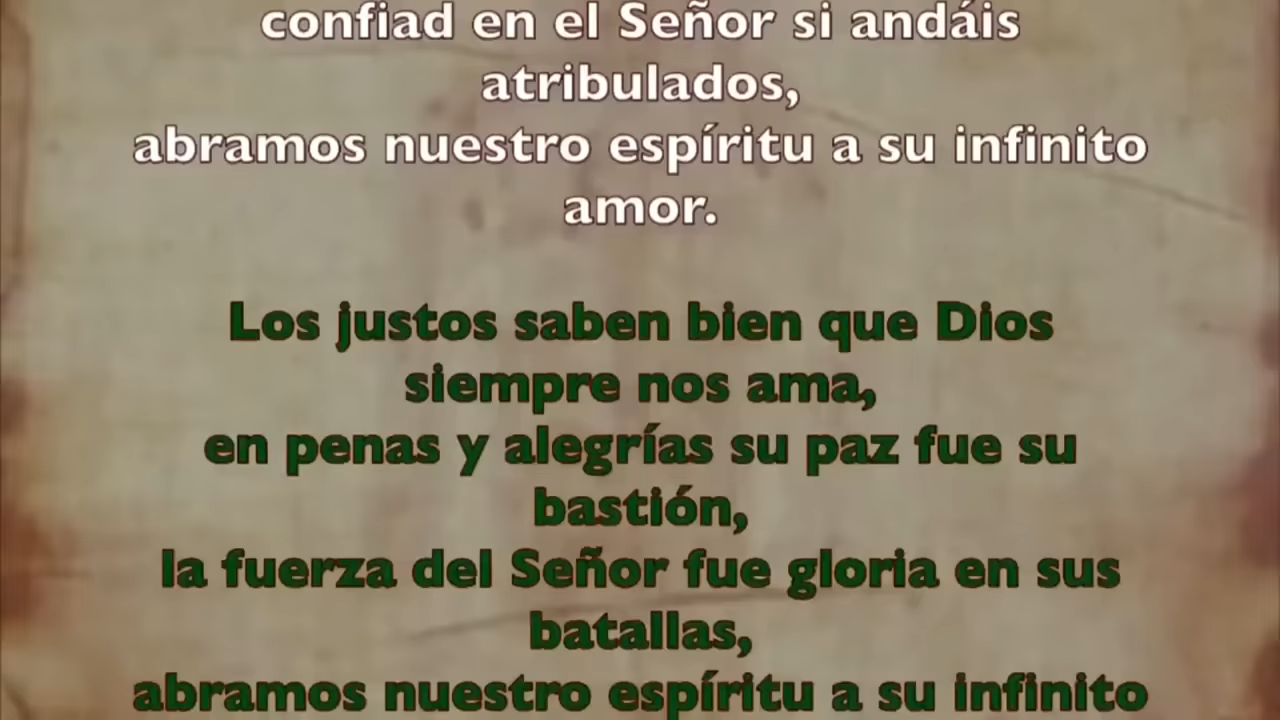 confiad en el Señor si andáis
atribulados,
abramos nuestro espíritu a su infinito
amor.
Los justos saben bien que Dios
siempre nos ama,
en penas y alegrías su paz fue su
bastión,
la fuerza del Señor fue gloria en sus
batallas,
abramos nuestro espíritu a su infinito